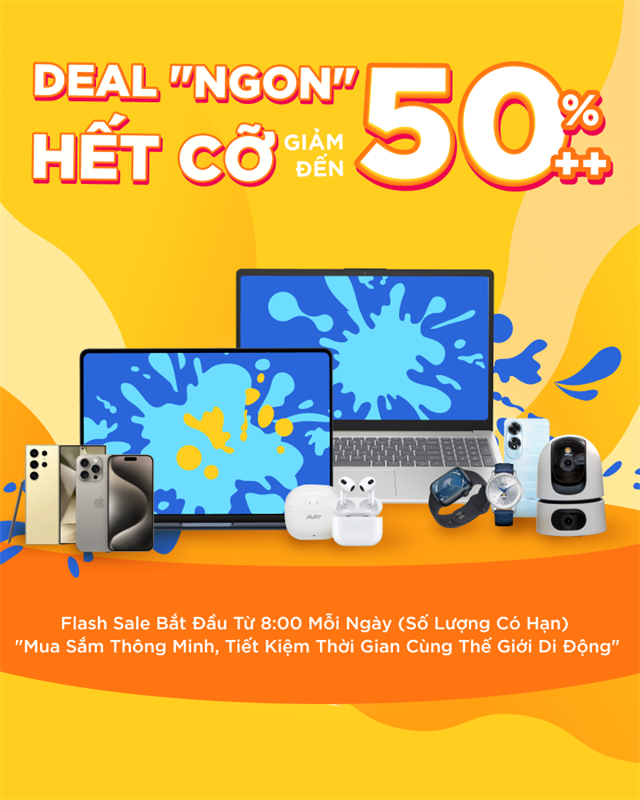 DEAL "NGON"
HẾT CỠ
GIẢM
ĐẾN
50%++
Flash Sale Bắt Đầu Từ 8:00 Mỗi Ngày (Số Lượng Có Hạn)
"Mua Sắm Thông Minh, Tiết Kiệm Thời Gian Cùng Thế Giới Di Động"